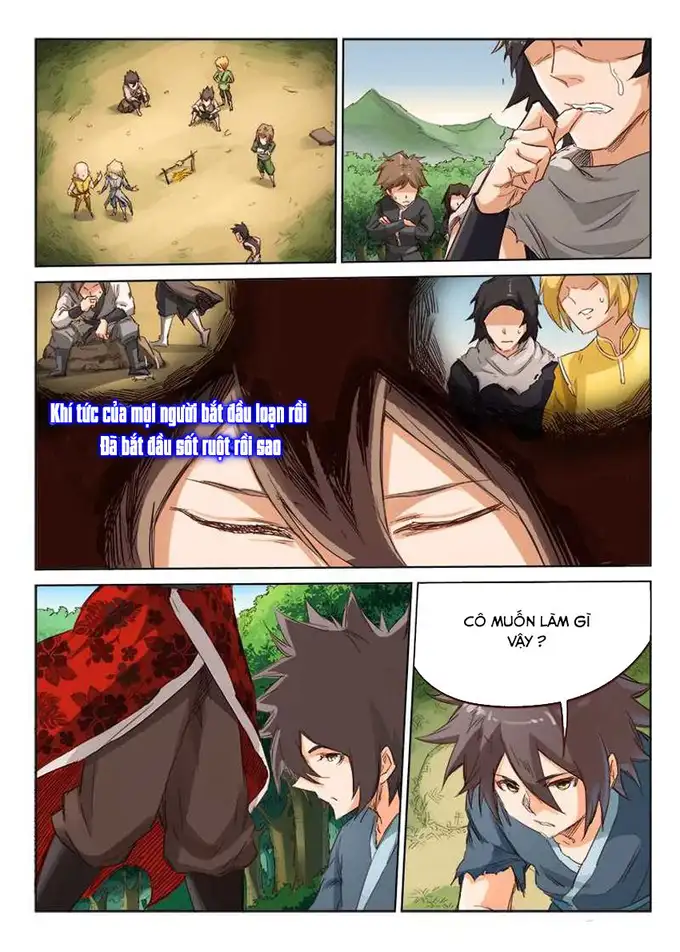 Khí tức của mọi người bắt đầu loạn rồi
Đã bắt đầu sốt ruột rồi sao
CÔ MUỐN LÀM GÌ
VẬY ?